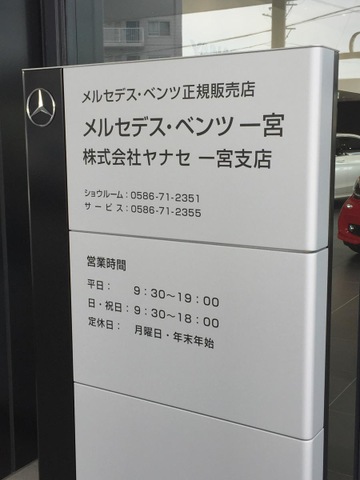 メルセデス・ベンツ正規販売店
メルセデス・ベンツ 一宮
株式会社ヤナセ 一宮支店
ショウルーム：0586-71-2351
サービス：0586-71-2355
営業時間
平日： 9：30〜19：00
日・祝日：9：30〜18：00
定休日： 月曜日・年末年始